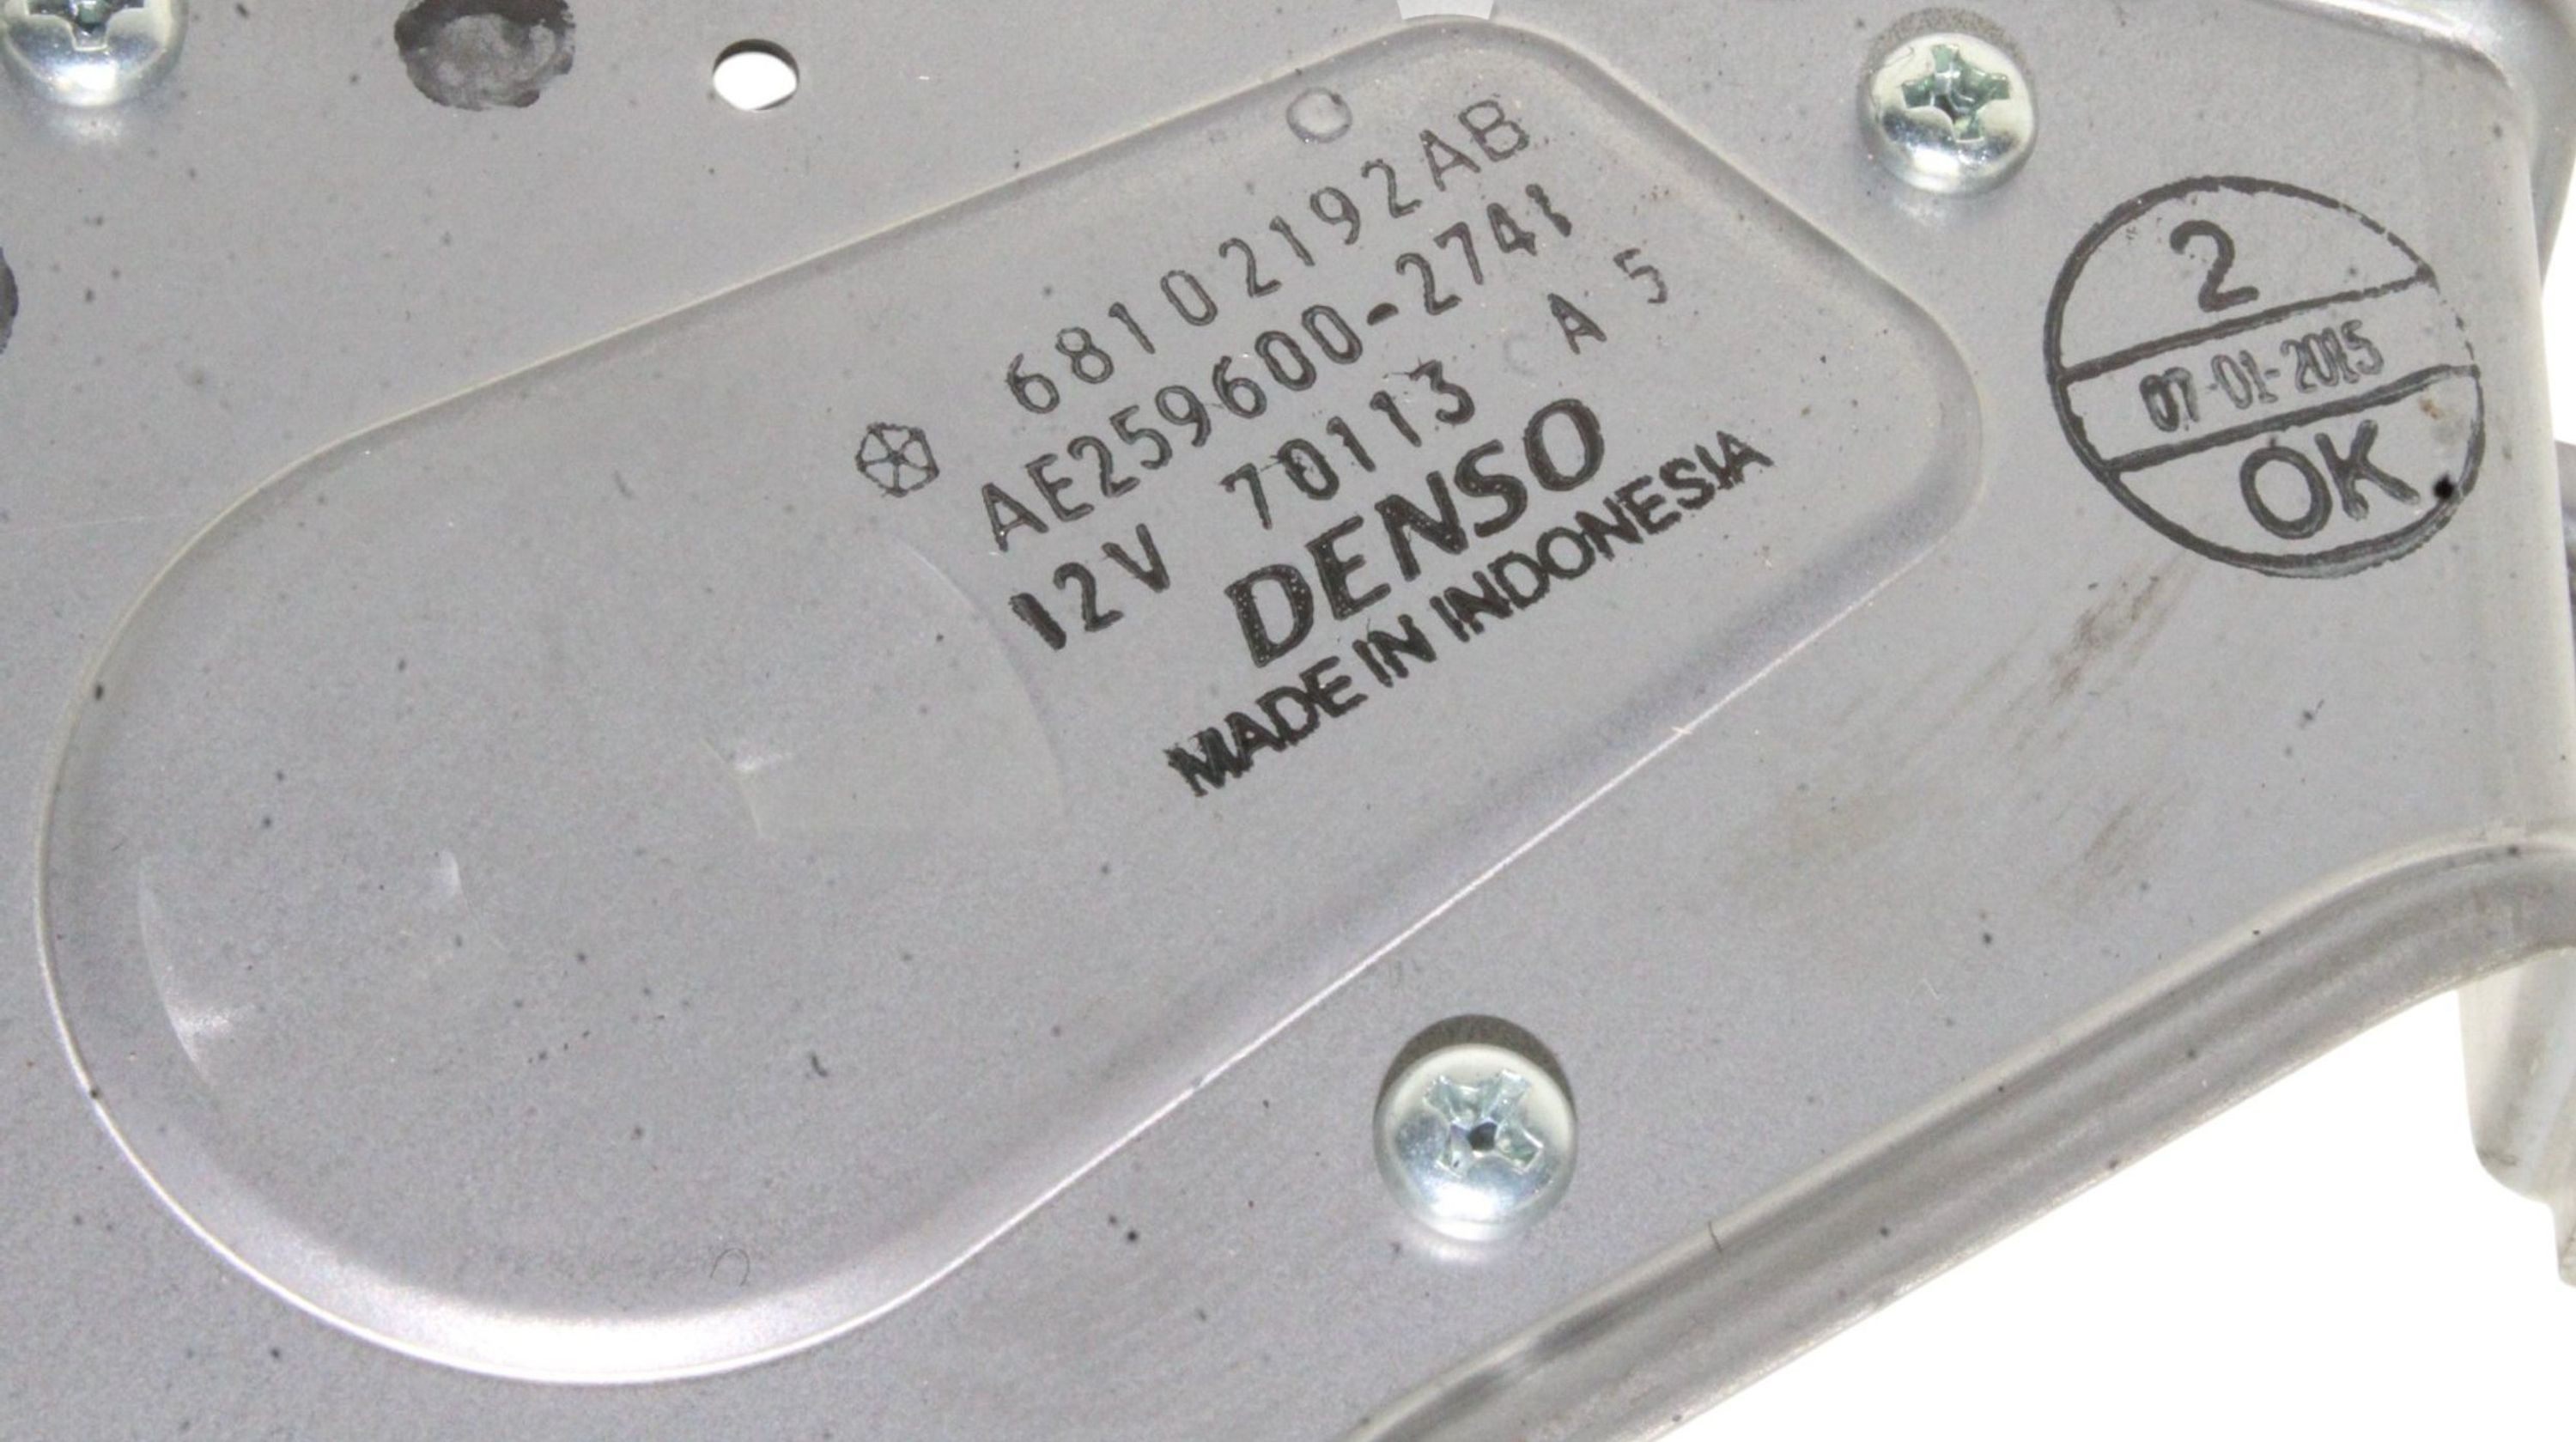 68102192AB
AE259600-2741
12V 70113 A 5
DENSO
MADE IN INDONESIA
2
07-01-2015
OK